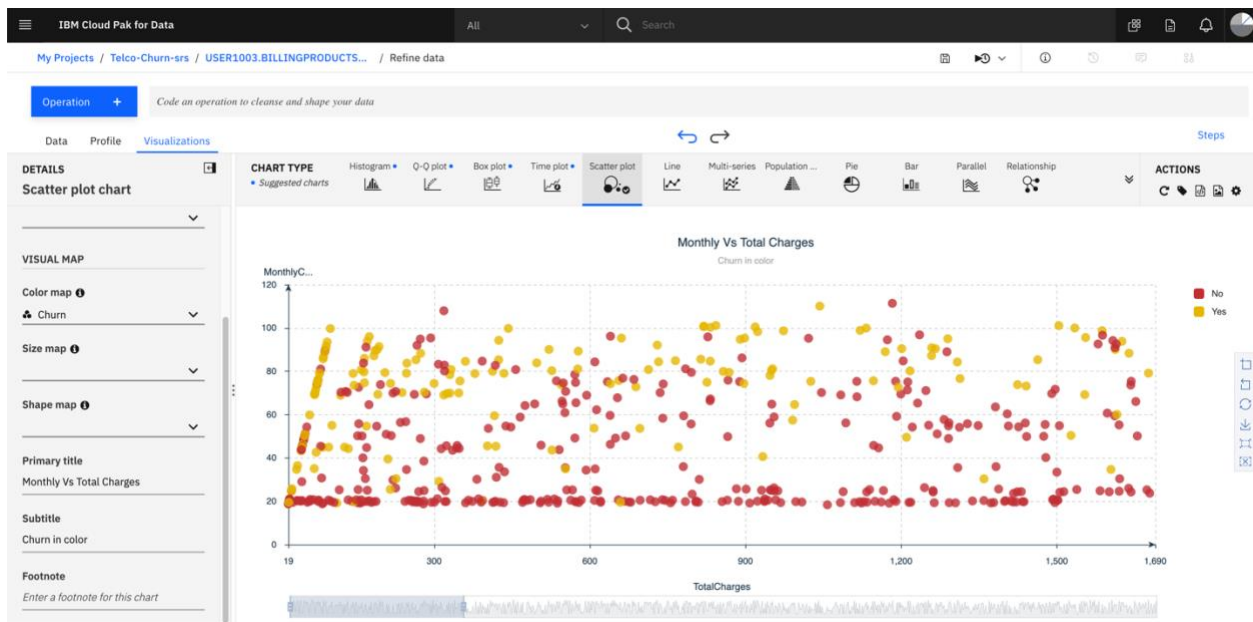 IBM Cloud Pak for Data
All
Search
My Projects / Telco-Churn-srs / USER1003.BILLINGPRODUCTS... / Refine data
Operation +
Code an operation to cleanse and shape your data
Data Profile Visualizations
Steps
DETAILS
Scatter plot chart
CHART TYPE
• Suggested charts
Histogram • Q-Q plot • Box plot • Time plot • Scatter plot Line Multi-series Population ... Pie Bar Parallel Relationship
ACTIONS
VISUAL MAP
Color map
Churn
Size map
Shape map
Primary title
Monthly Vs Total Charges
Subtitle
Churn in color
Footnote
Enter a footnote for this chart
Monthly Vs Total Charges
Churn in color
MonthlyC...
120
100
80
60
40
20
0
19 300 600 900 1,200 1,500 1,690
TotalCharges
No
Yes